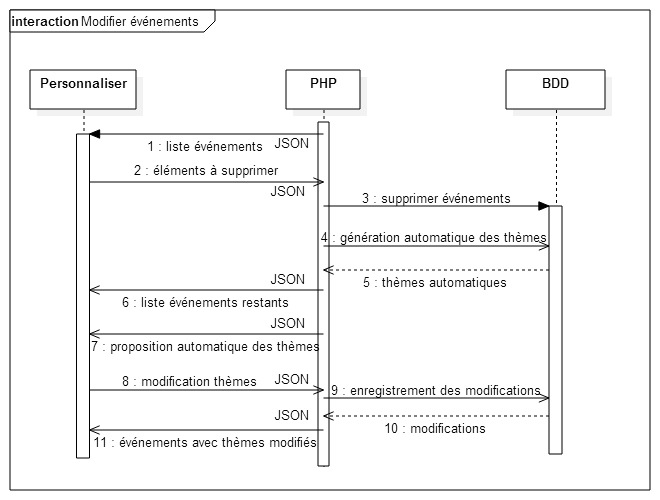 interaction Modifier événements
Personnaliser
PHP
BDD
JSON
1 : liste événements
2 : éléments à supprimer
JSON
3 : supprimer événements
4 : génération automatique des thèmes
JSON
5 : thèmes automatiques
6 : liste événements restants
JSON
7 : proposition automatique des thèmes
8 : modification thèmes
JSON
9 : enregistrement des modifications
JSON
10 : modifications
11 : événements avec thèmes modifiés